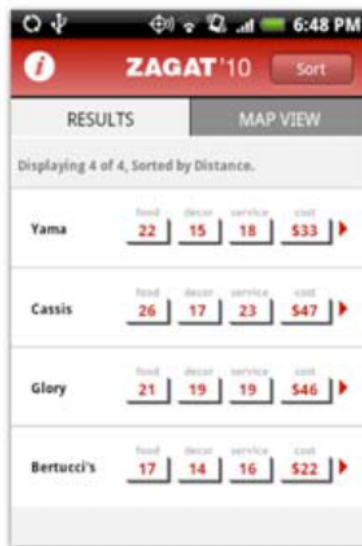 6:48 PM
i ZAGAT'10 Sort
RESULTS MAP VIEW
Displaying 4 of 4, Sorted by Distance.
food decor service cost
Yama 22 15 18 $33
food decor service cost
Cassis 26 17 23 $47
food decor service cost
Glory 21 19 19 $46
food decor service cost
Bertucci's 17 14 16 $22